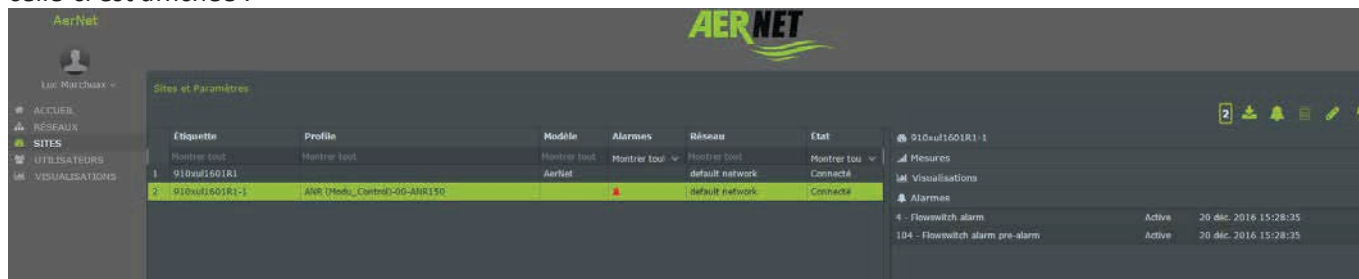 AerNet
AERNET
Luc Marchuax
Sites et Paramètres
ACCUEIL
RÉSEAUX
SITES
UTILISATEURS
VISUALISATIONS
2
Étiquette Profile Modèle Alarmes Réseau État
Montrer tout Montrer tout Montrer tout Montrer tout Montrer tout Montrer tou
1 910xul1601R1 AerNet default network Connecté
2 910xul1601R1-1 ANR (Modu_Control)-00-ANR150 default network Connecté
910xul1601R1-1
Mesures
Visualisations
Alarmes
4 - Flowswitch alarm Active 20 déc. 2016 15:28:35
104 - Flowswitch alarm pre-alarm Active 20 déc. 2016 15:28:35